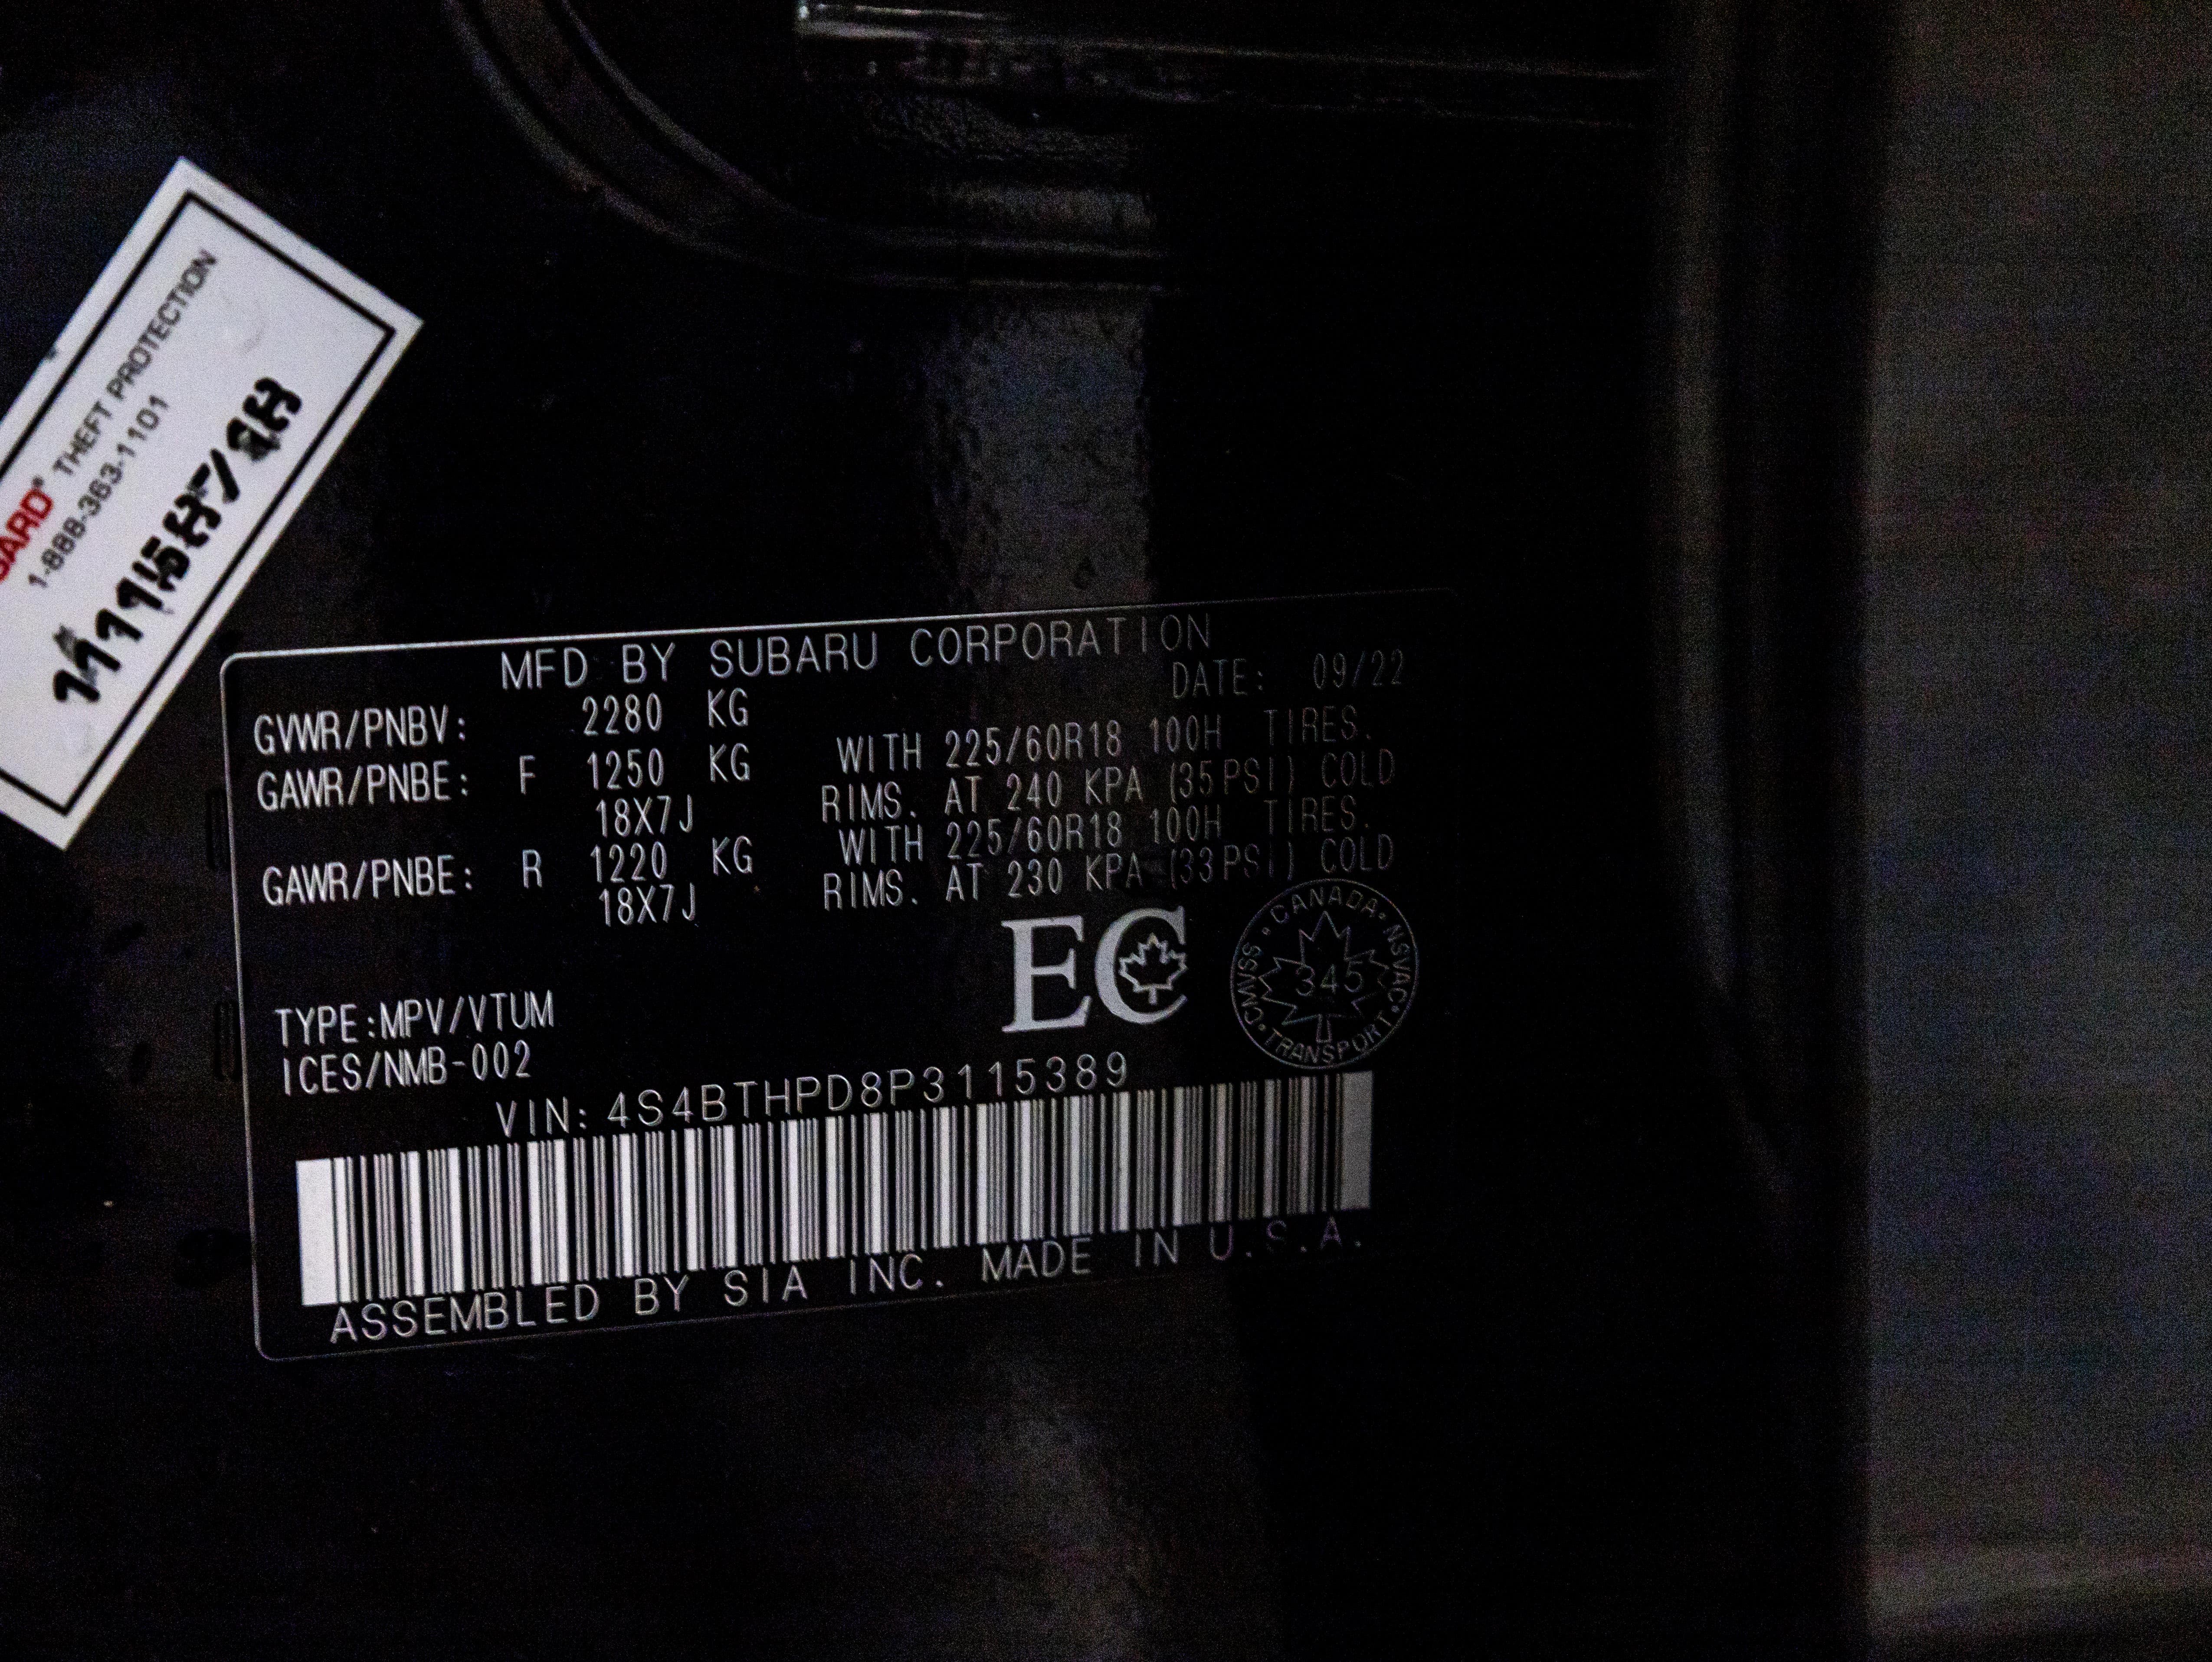 GARD® THEFT PROTECTION
1-888-363-1101
MFD BY SUBARU CORPORATION
DATE: 09/22
GVWR/PNBV: 2280 KG
GAWR/PNBE: F 1250 KG WITH 225/60R18 100H TIRES.
18X7J RIMS. AT 240 KPA (35PSI) COLD
GAWR/PNBE: R 1220 KG WITH 225/60R18 100H TIRES.
18X7J RIMS. AT 230 KPA (33PSI) COLD
EC
CANADA · NSVAC · TRANSPORT · CMVSS ·
345
TYPE:MPV/VTUM
ICES/NMB-002
VIN: 4S4BTHPD8P3115389
ASSEMBLED BY SIA INC. MADE IN U.S.A.